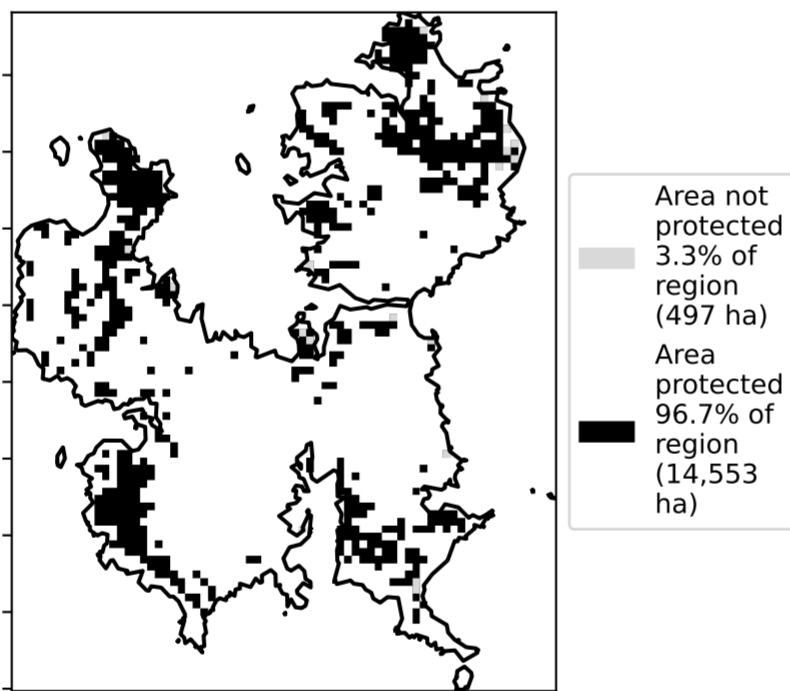 Area not
protected
3.3% of
region
(497 ha)
Area
protected
96.7% of
region
(14,553
ha)